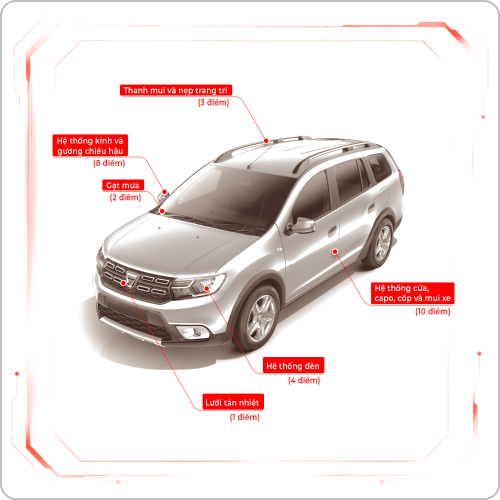 Thanh mui và nẹp trang trí
(3 điểm)
Hệ thống kính và
gương chiếu hậu
(8 điểm)
Gạt mưa
(2 điểm)
Hệ thống cửa,
capo, cốp và mui xe
(10 điểm)
Hệ thống đèn
(4 điểm)
Lưới tản nhiệt
(1 điểm)